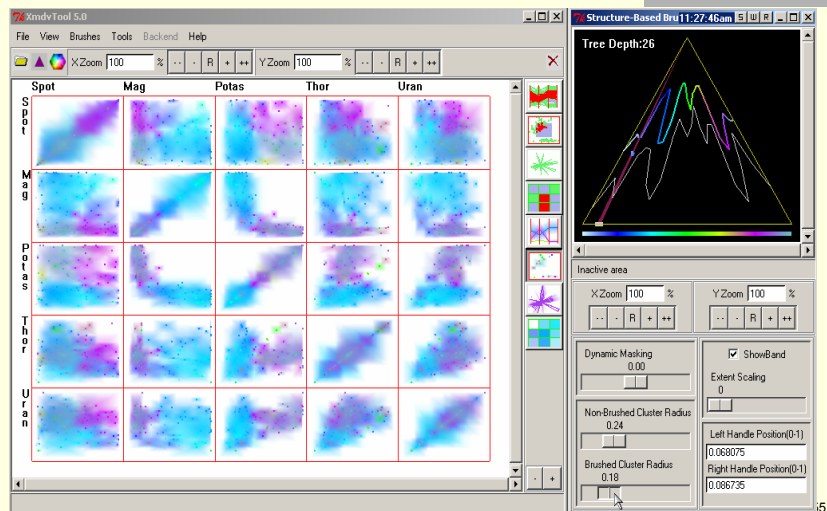 XmdvTool 5.0
File View Brushes Tools Backend Help
XZoom 100 % -- - R + ++ YZoom 100 % -- - R + ++
Spot Mag Potas Thor Uran
Spot
Mag
Potas
Thor
Uran
- +
Structure-Based Bru11:27:46am S W R
Tree Depth:26
Inactive area
XZoom 100 % YZoom 100 %
-- - R + ++ -- - R + ++
Dynamic Masking
0.00
ShowBand
Extent Scaling
0
Non-Brushed Cluster Radius
0.24
Brushed Cluster Radius
0.18
Left Handle Position(0-1)
0.068075
Right Handle Position(0-1)
0.086735